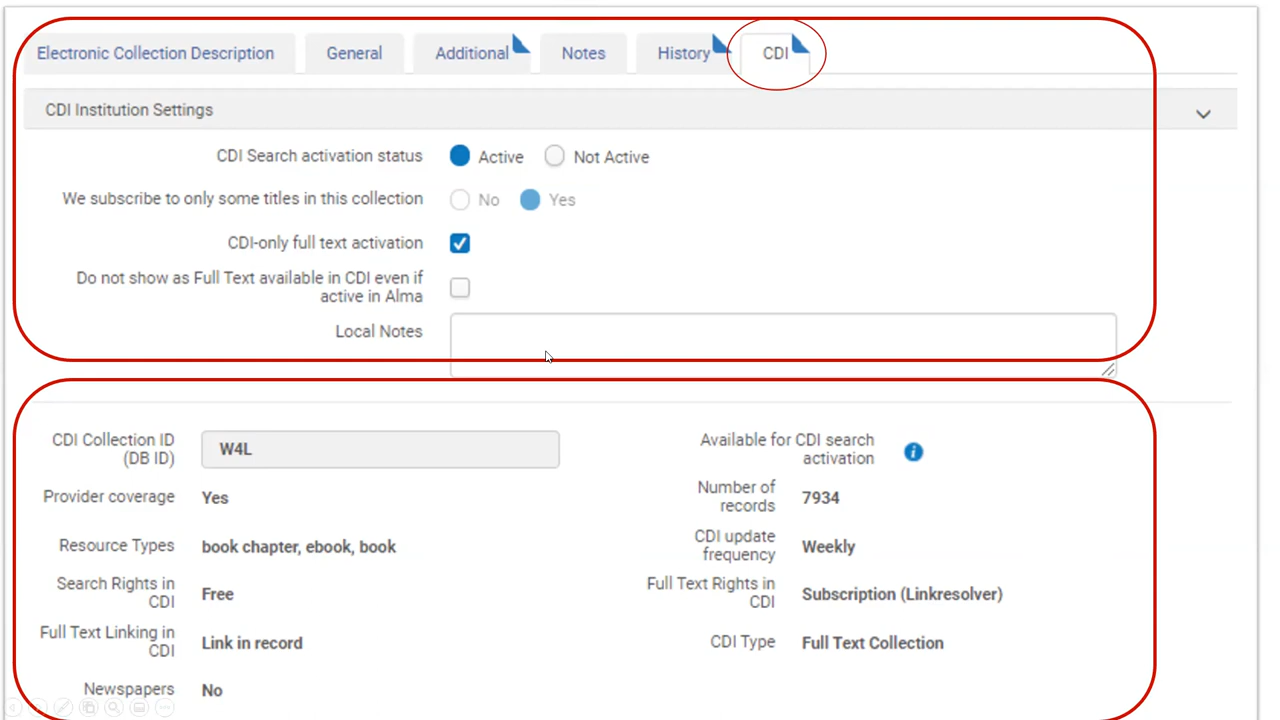 Electronic Collection Description General Additional Notes History CDI
CDI Institution Settings
CDI Search activation status Active Not Active
We subscribe to only some titles in this collection No Yes
CDI-only full text activation
Do not show as Full Text available in CDI even if
active in Alma
Local Notes
CDI Collection ID
(DB ID)
W4L
Available for CDI search
activation
Provider coverage Yes
Number of
records
7934
Resource Types book chapter, ebook, book
CDI update
frequency
Weekly
Search Rights in
CDI
Free
Full Text Rights in
CDI
Subscription (Linkresolver)
Full Text Linking in
CDI
Link in record
CDI Type Full Text Collection
Newspapers No